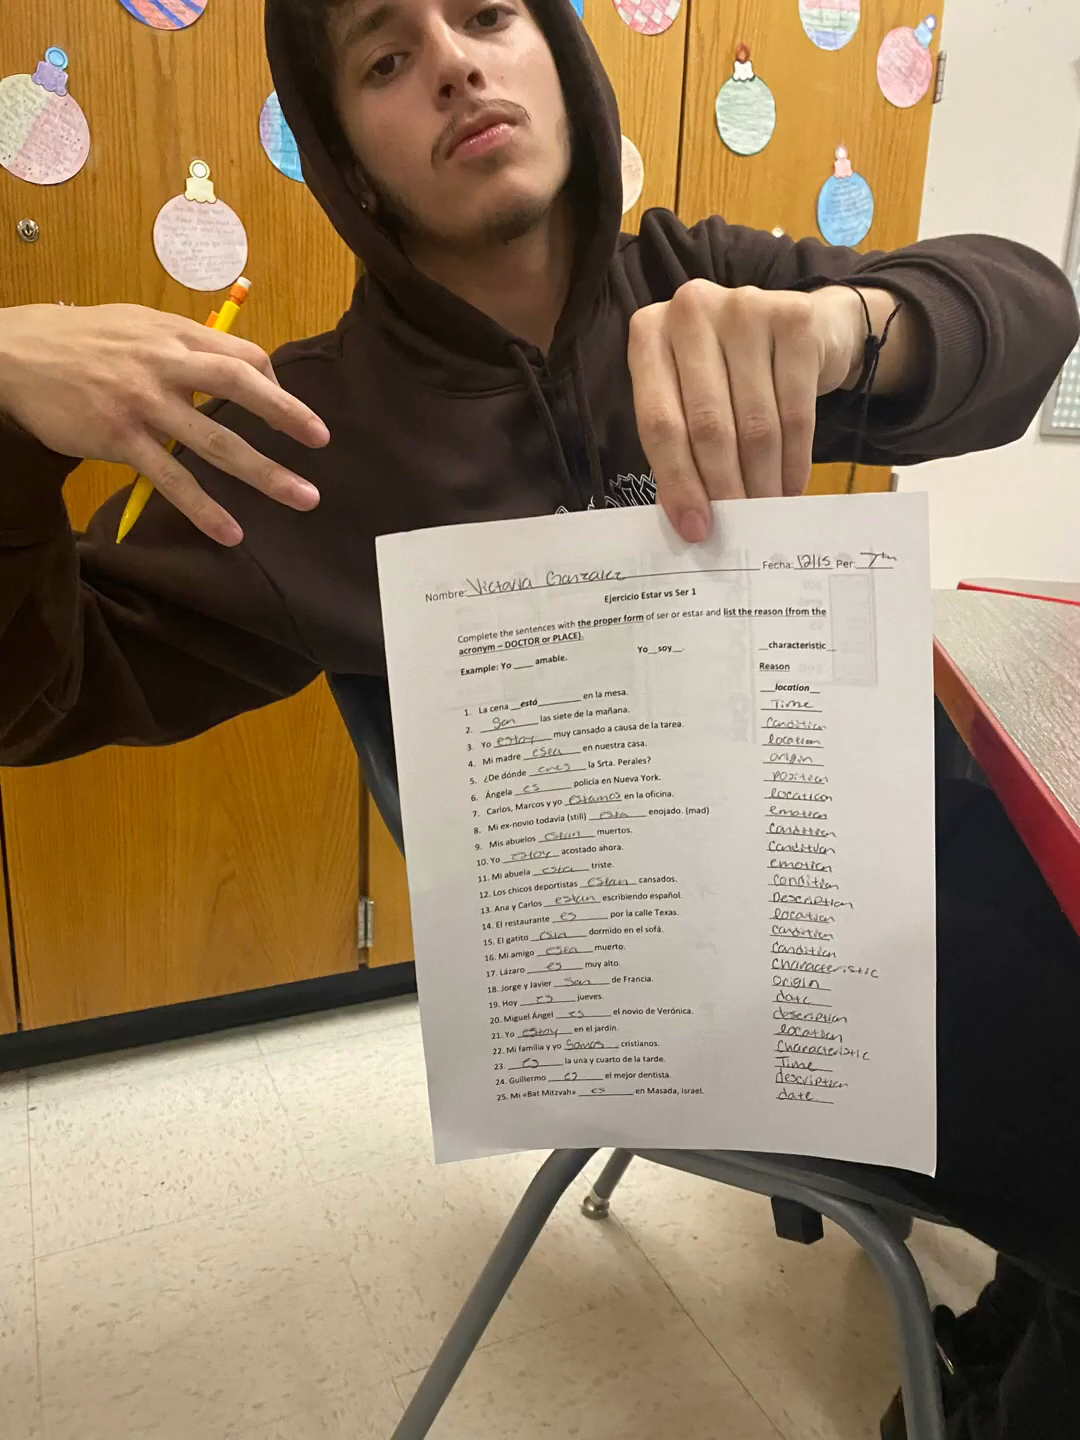 Nombre: Victoria Gonzalez Fecha: 12/15 Per: 7th
Ejercicio Estar vs Ser 1
Complete the sentences with the proper form of ser or estar and list the reason (from the
acronym – DOCTOR or PLACE).
Example: Yo ____ amable. Yo__soy__. __characteristic__
Reason
1. La cena __está________ en la mesa. ___location__
2. Son las siete de la mañana. Time
3. Yo estoy muy cansado a causa de la tarea. Condition
4. Mi madre esta en nuestra casa. location
5. ¿De dónde eres la Srta. Perales? origin
6. Ángela es policía en Nueva York. position
7. Carlos, Marcos y yo estamos en la oficina. location
8. Mi ex-novio todavía (still) esta enojado. (mad) emotion
9. Mis abuelos estan muertos. Condition
10. Yo estoy acostado ahora. Condition
11. Mi abuela esta triste. emotion
12. Los chicos deportistas estan cansados. condition
13. Ana y Carlos estan escribiendo español. Description
14. El restaurante es por la calle Texas. location
15. El gatito esta dormido en el sofá. Condition
16. Mi amigo esta muerto. Condition
17. Lázaro es muy alto. Characteristic
18. Jorge y Javier Son de Francia. Origin
19. Hoy es jueves. date
20. Miguel Ángel es el novio de Verónica. description
21. Yo estoy en el jardín. location
22. Mi familia y yo Somos cristianos. Characteristic
23. es la una y cuarto de la tarde. Time
24. Guillermo es el mejor dentista. description
25. Mi «Bat Mitzvah» es en Masada, Israel. date